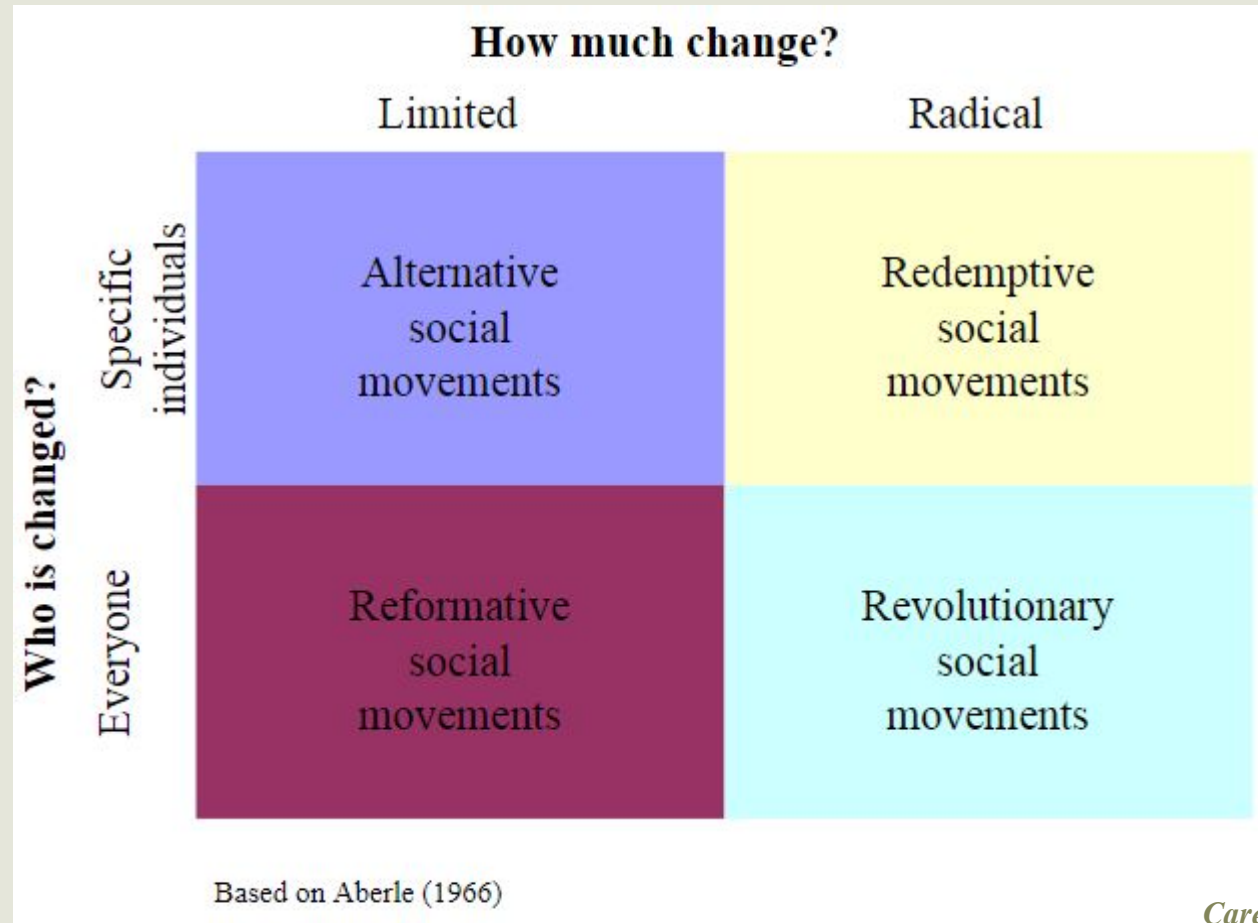 How much change?
Limited
Radical
Who is changed?
Specific
individuals
Alternative
social
movements
Redemptive
social
movements
Everyone
Reformative
social
movements
Revolutionary
social
movements
Based on Aberle (1966)